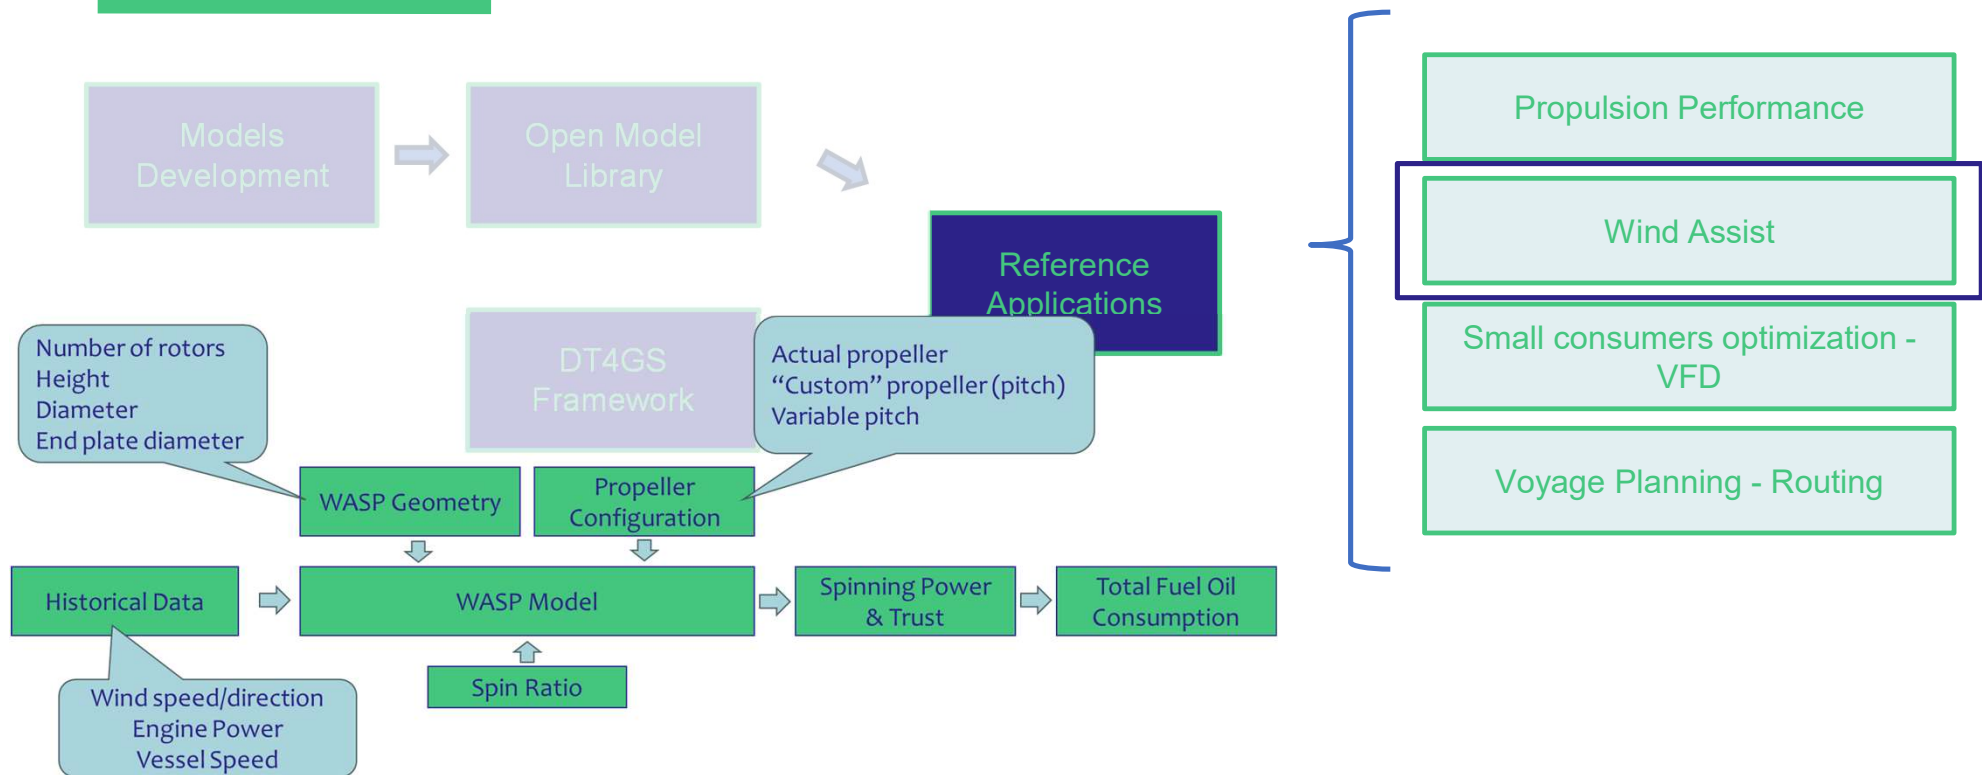 Models
Development
Open Model
Library
Reference
Applications
DT4GS
Framework
Propulsion Performance
Wind Assist
Small consumers optimization -
VFD
Voyage Planning - Routing
Number of rotors
Height
Diameter
End plate diameter
Actual propeller
“Custom” propeller (pitch)
Variable pitch
WASP Geometry
Propeller
Configuration
Historical Data
WASP Model
Spinning Power
& Trust
Total Fuel Oil
Consumption
Spin Ratio
Wind speed/direction
Engine Power
Vessel Speed